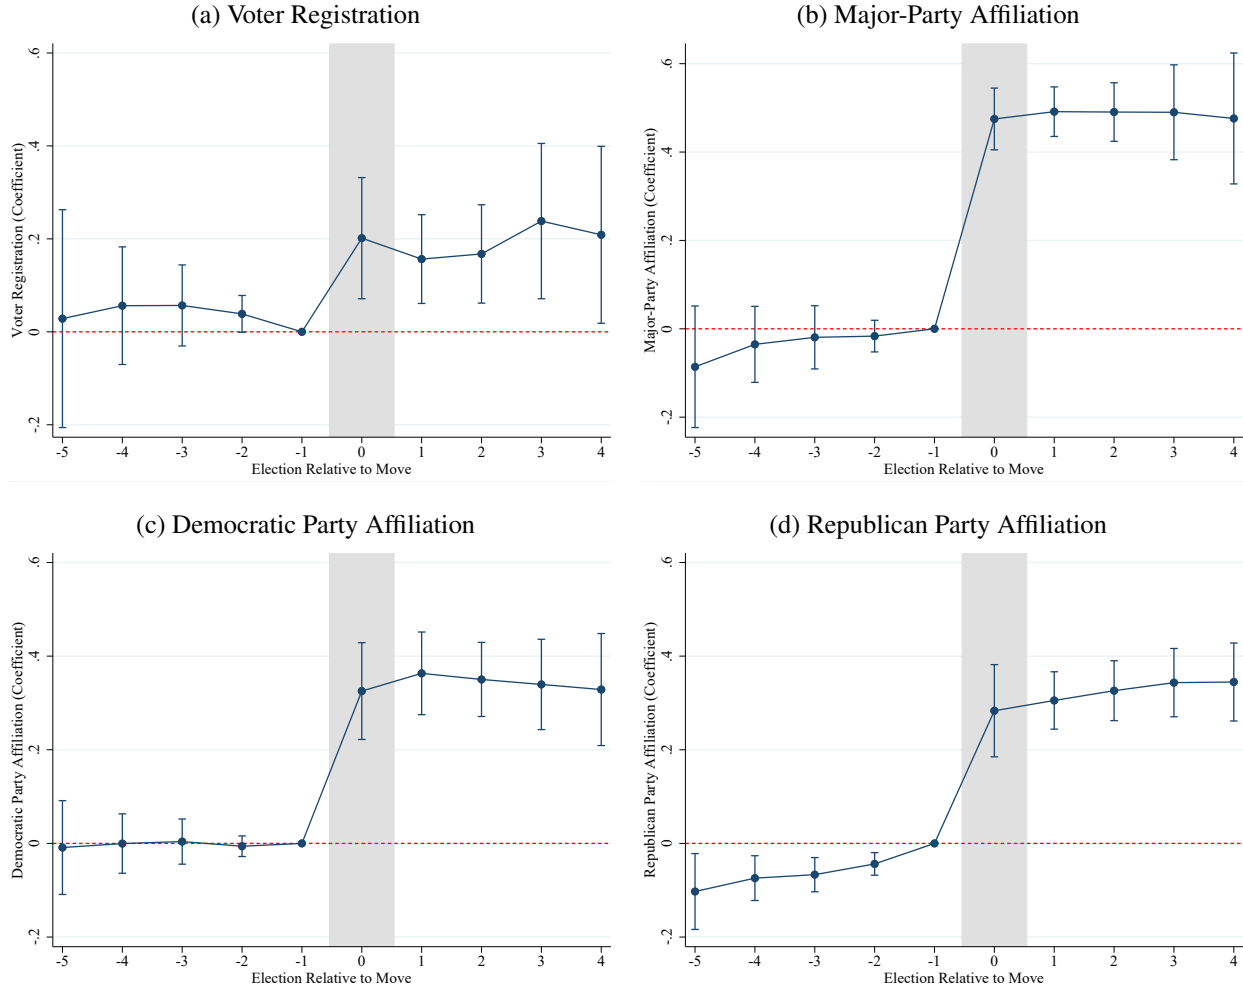 (a) Voter Registration
Voter Registration (Coefficient)
.6
.4
.2
0
-.2
-5 -4 -3 -2 -1 0 1 2 3 4
Election Relative to Move
(b) Major-Party Affiliation
Major-Party Affiliation (Coefficient)
.6
.4
.2
0
-.2
-5 -4 -3 -2 -1 0 1 2 3 4
Election Relative to Move
(c) Democratic Party Affiliation
Democratic Party Affiliation (Coefficient)
.6
.4
.2
0
-.2
-5 -4 -3 -2 -1 0 1 2 3 4
Election Relative to Move
(d) Republican Party Affiliation
Republican Party Affiliation (Coefficient)
.6
.4
.2
0
-.2
-5 -4 -3 -2 -1 0 1 2 3 4
Election Relative to Move